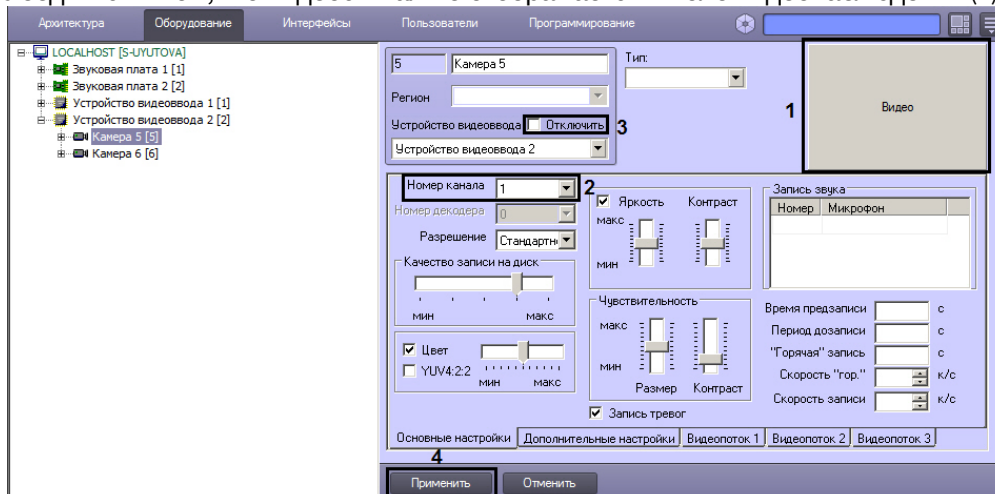 Архитектура Оборудование Интерфейсы Пользователи Программирование
LOCALHOST [S-UYUTOVA]
Звуковая плата 1 [1]
Звуковая плата 2 [2]
Устройство видеоввода 1 [1]
Устройство видеоввода 2 [2]
Камера 5 [5]
Камера 6 [6]
5 Камера 5
Тип:
Регион
Устройство видеоввода Отключить 3
Устройство видеоввода 2
1
Видео
Номер канала 1 2
Номер декодера 0
Разрешение Стандартн
Качество записи на диск
мин макс
Цвет
YUV4:2:2
мин макс
Яркость Контраст
макс
мин
Чувствительность
макс
мин
Размер Контраст
Запись тревог
Запись звука
Номер Микрофон
Время предзаписи с
Период дозаписи с
"Горячая" запись с
Скорость "гор." к/с
Скорость записи к/с
Основные настройки Дополнительные настройки Видеопоток 1 Видеопоток 2 Видеопоток 3
4
Применить Отменить